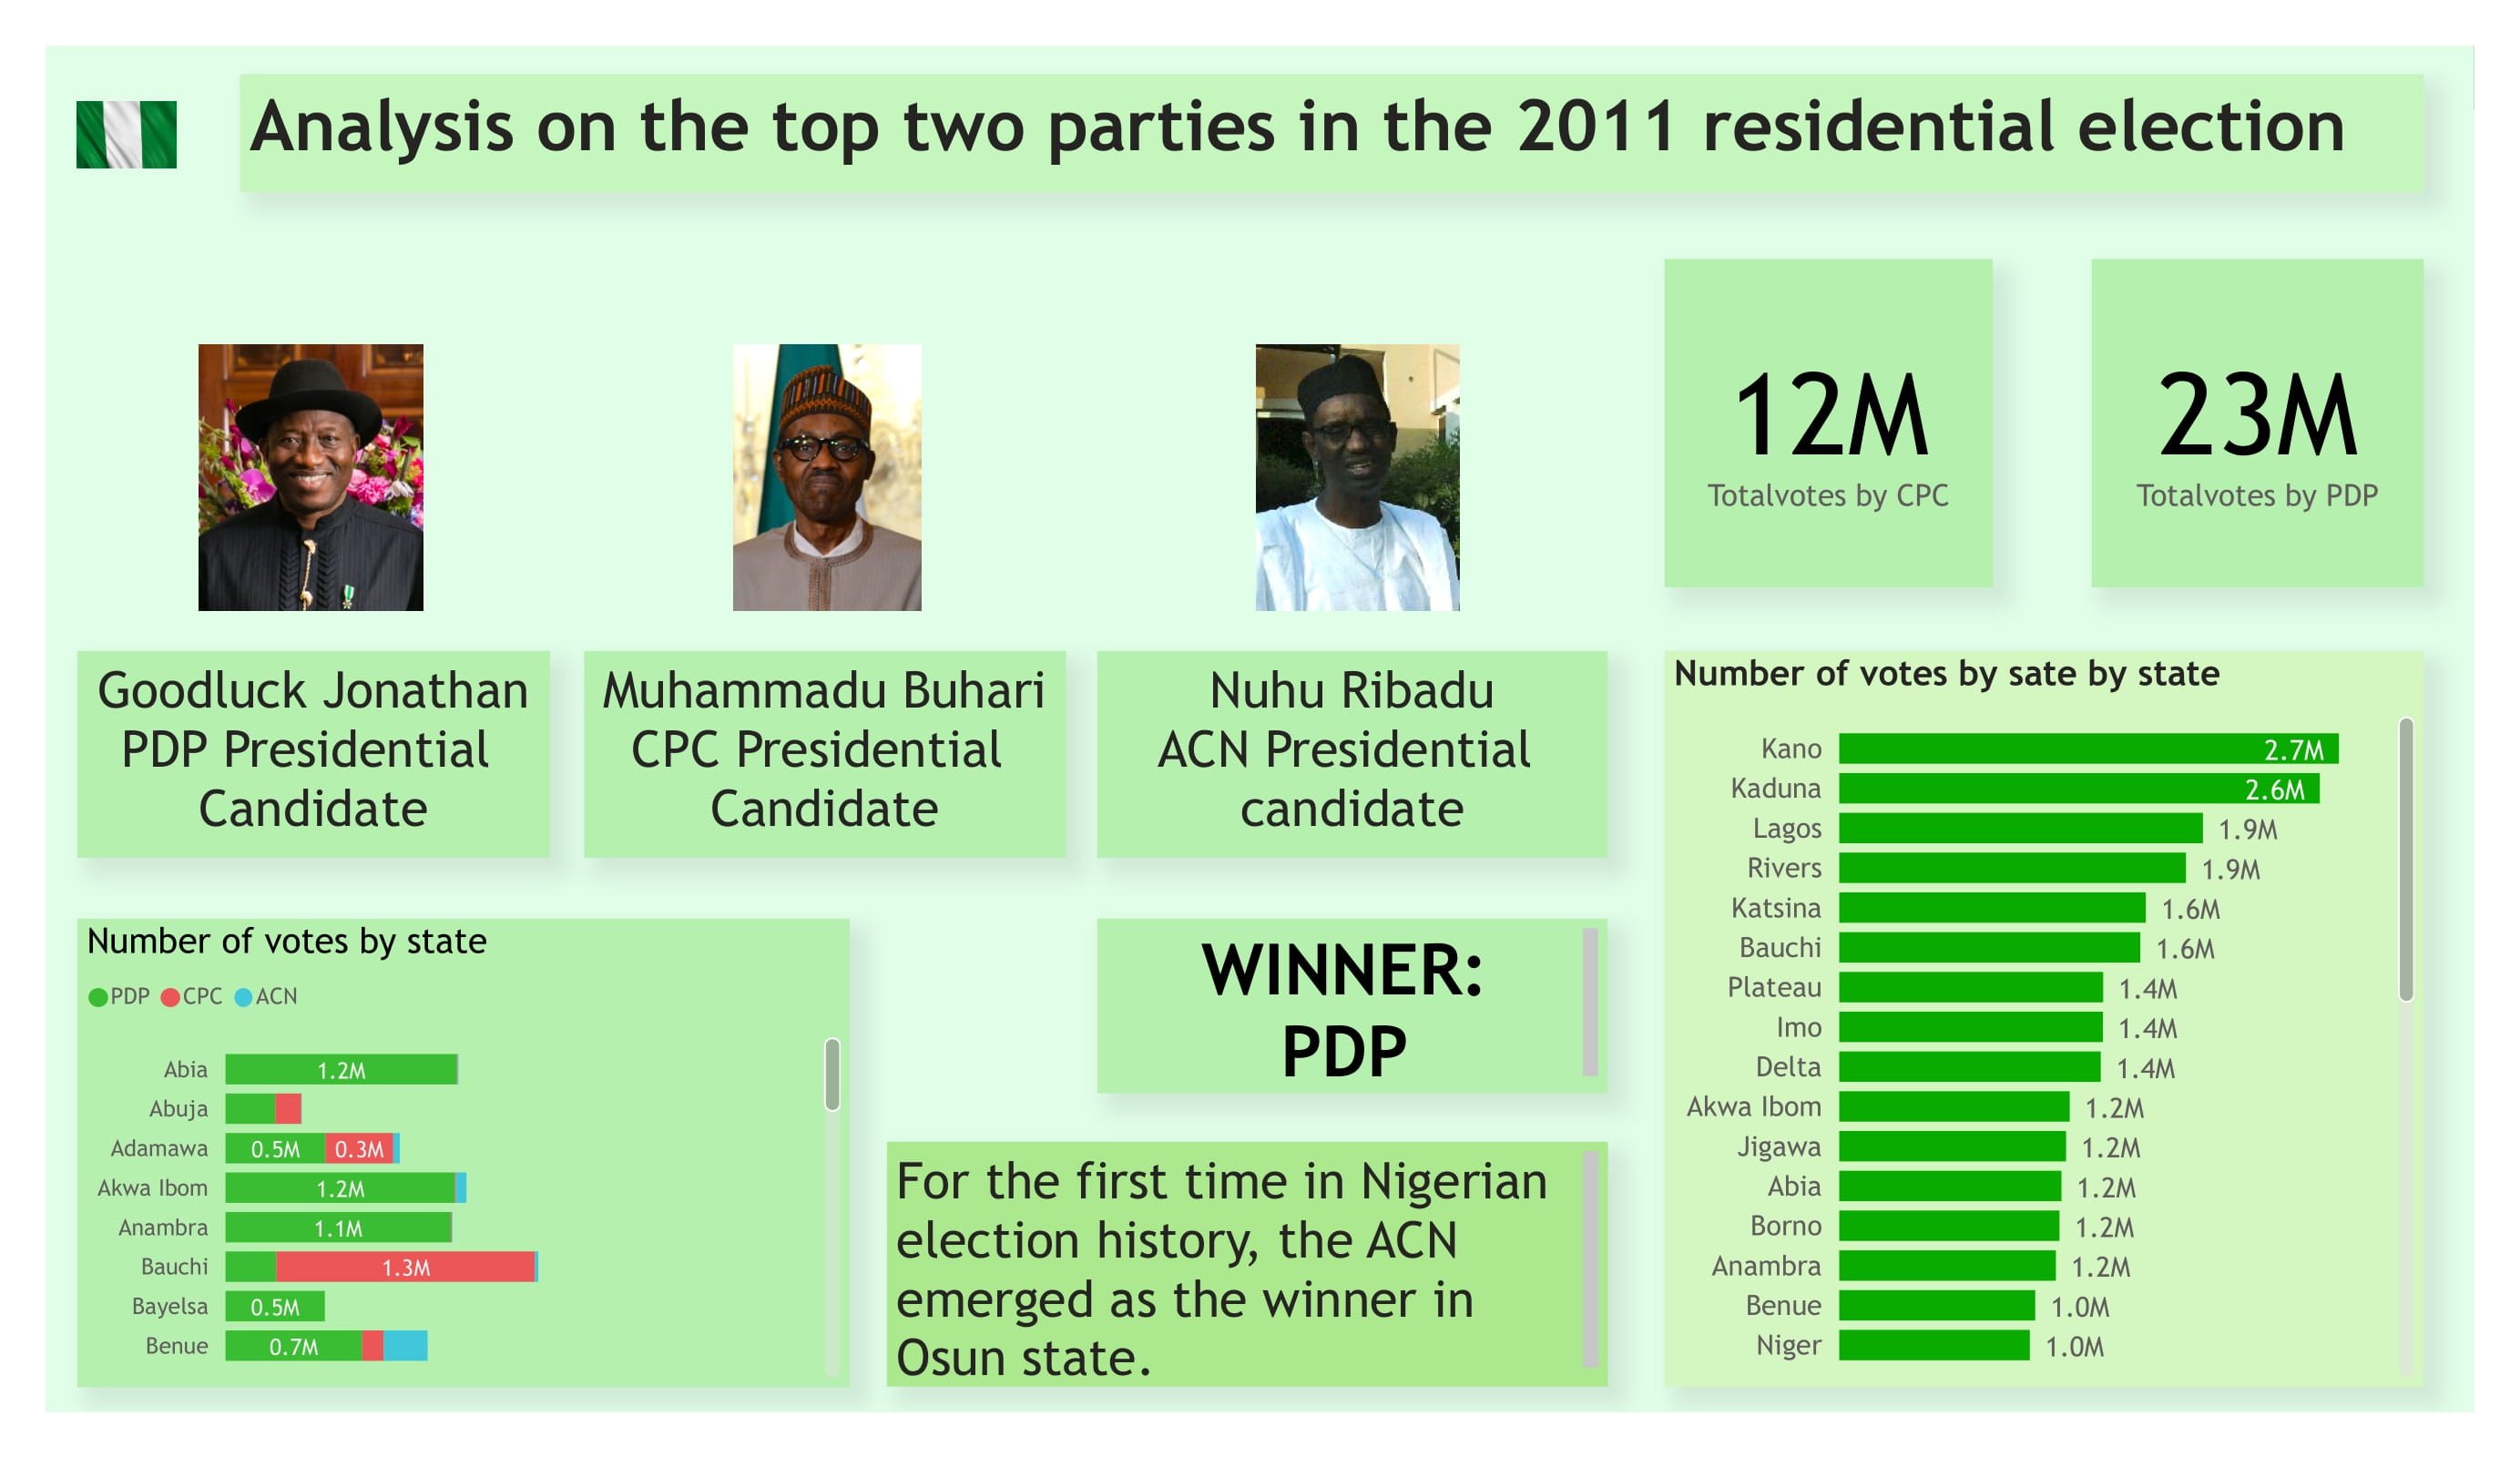 Analysis on the top two parties in the 2011 residential election
12M
Totalvotes by CPC
23M
Totalvotes by PDP
Goodluck Jonathan
PDP Presidential
Candidate
Muhammadu Buhari
CPC Presidential
Candidate
Nuhu Ribadu
ACN Presidential
candidate
Number of votes by state
PDP CPC ACN
Abia 1.2M
Abuja
Adamawa 0.5M 0.3M
Akwa Ibom 1.2M
Anambra 1.1M
Bauchi 1.3M
Bayelsa 0.5M
Benue 0.7M
WINNER:
PDP
For the first time in Nigerian
election history, the ACN
emerged as the winner in
Osun state.
Number of votes by sate by state
Kano 2.7M
Kaduna 2.6M
Lagos 1.9M
Rivers 1.9M
Katsina 1.6M
Bauchi 1.6M
Plateau 1.4M
Imo 1.4M
Delta 1.4M
Akwa Ibom 1.2M
Jigawa 1.2M
Abia 1.2M
Borno 1.2M
Anambra 1.2M
Benue 1.0M
Niger 1.0M